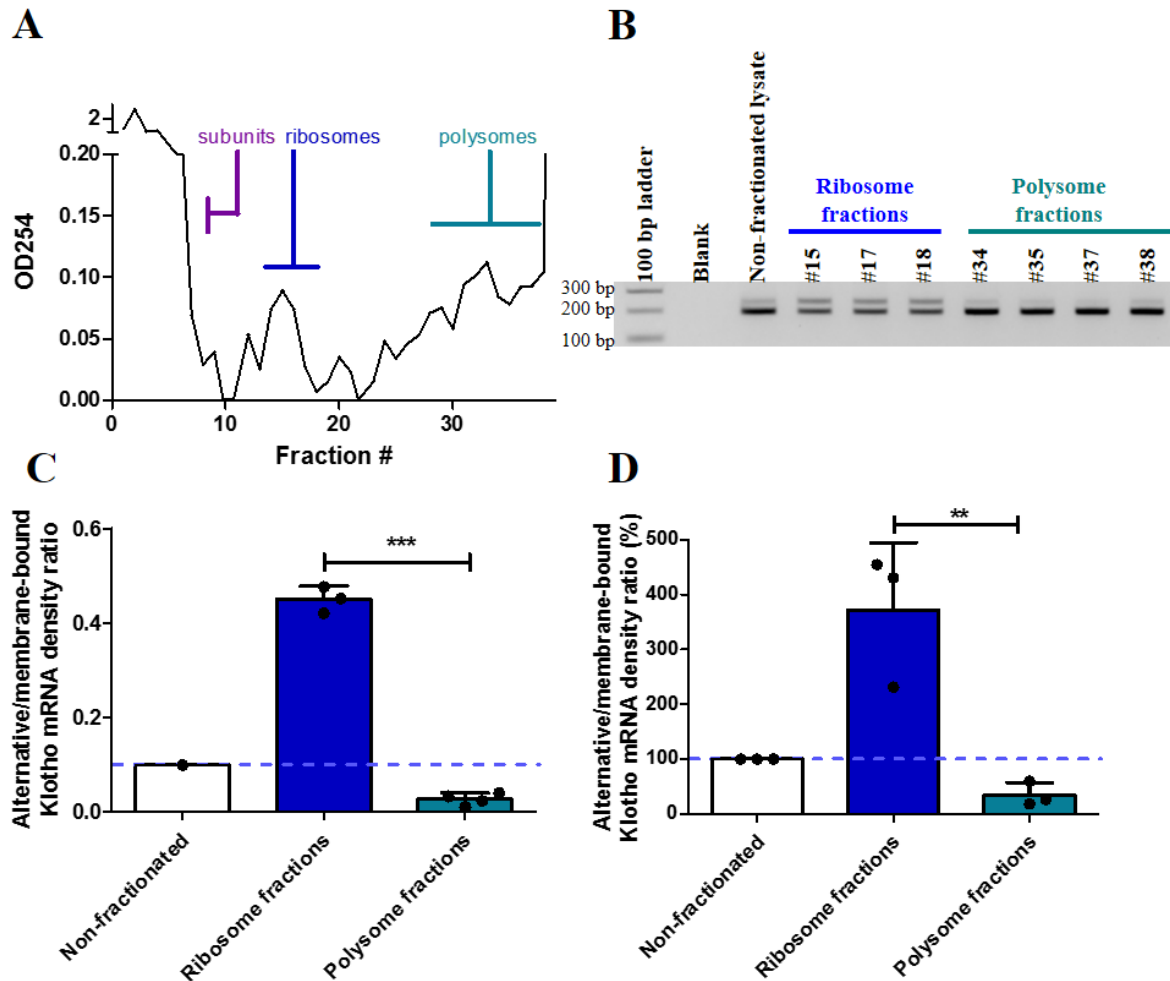 A
2
0.20
0.15
0.10
0.05
0.00
OD254
subunits
ribosomes
polysomes
0
10
20
30
Fraction #
B
100 bp ladder
Blank
Non-fractionated lysate
Ribosome
fractions
#15
#17
#18
Polysome
fractions
#34
#35
#37
#38
300 bp
200 bp
100 bp
C
Alternative/membrane-bound
Klotho mRNA density ratio
0.6
0.4
0.2
0.0
***
Non-fractionated
Ribosome fractions
Polysome fractions
D
Alternative/membrane-bound
Klotho mRNA density ratio (%)
500
400
300
200
100
0
**
Non-fractionated
Ribosome fractions
Polysome fractions